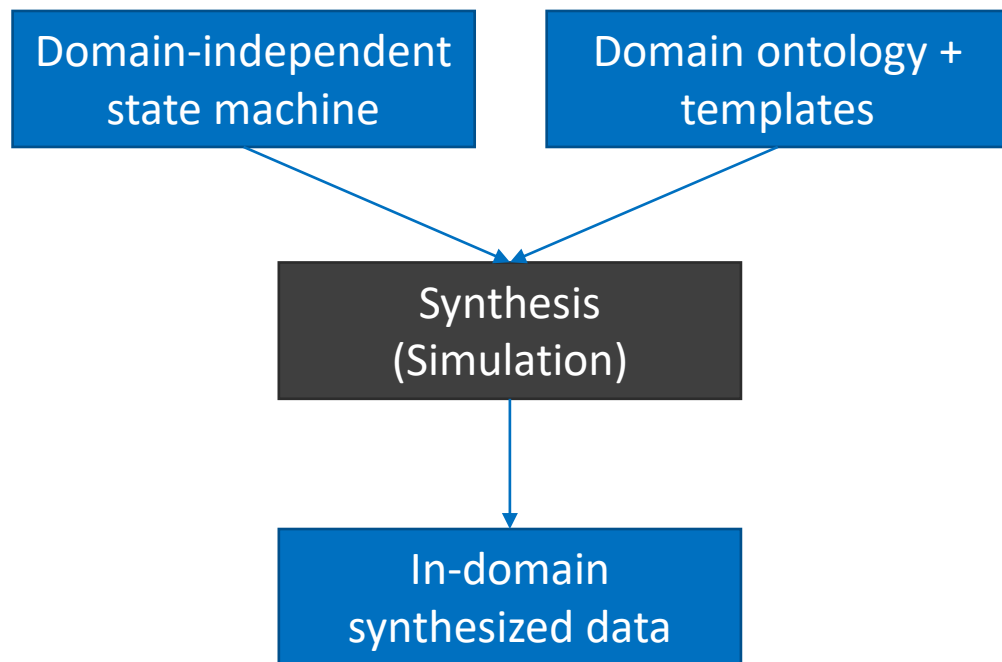 Domain-independent
state machine
Domain ontology +
templates
Synthesis
(Simulation)
In-domain
synthesized data